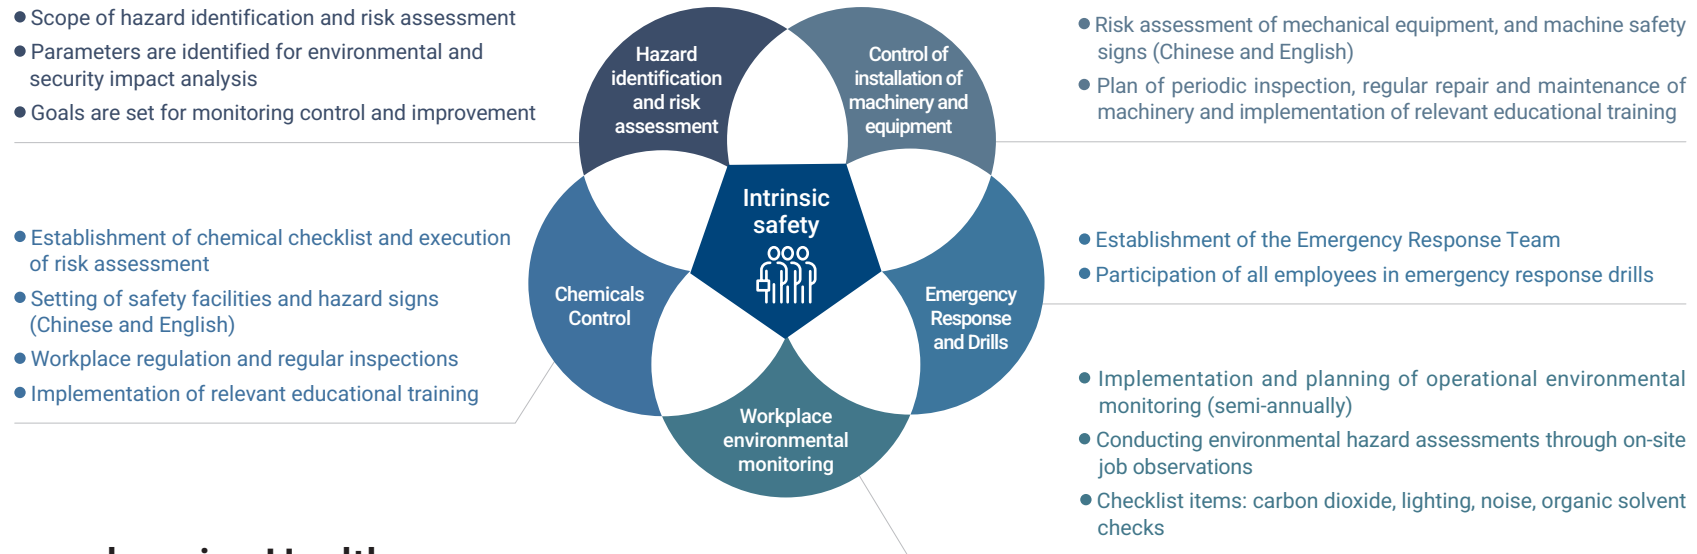 ● Scope of hazard identification and risk assessment
● Parameters are identified for environmental and
security impact analysis
● Goals are set for monitoring control and improvement
Hazard
identification
and risk
assessment
Control of
installation of
machinery and
equipment
● Risk assessment of mechanical equipment, and machine safety
signs (Chinese and English)
● Plan of periodic inspection, regular repair and maintenance of
machinery and implementation of relevant educational training
Intrinsic
safety
● Establishment of chemical checklist and execution
of risk assessment
● Setting of safety facilities and hazard signs
(Chinese and English)
● Workplace regulation and regular inspections
● Implementation of relevant educational training
Chemicals
Control
Emergency
Response
and Drills
● Establishment of the Emergency Response Team
● Participation of all employees in emergency response drills
Workplace
environmental
monitoring
● Implementation and planning of operational environmental
monitoring (semi-annually)
● Conducting environmental hazard assessments through on-site
job observations
● Checklist items: carbon dioxide, lighting, noise, organic solvent
checks